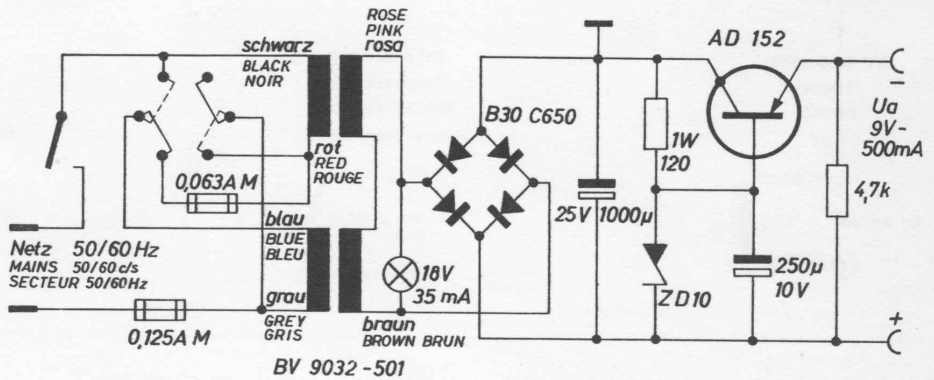 ROSE
PINK
rosa
schwarz
BLACK
NOIR
AD 152
B30 C650
−
Ua
9V-
500mA
rot
RED
ROUGE
1W
120
0,063A M
25V 1000µ
4,7k
blau
BLUE
BLEU
Netz 50/60 Hz
MAINS 50/60 c/s
SECTEUR 50/60Hz
18V
35 mA
250µ
10V
ZD10
grau
GREY
GRIS
braun
BROWN BRUN
+
0,125A M
BV 9032-501